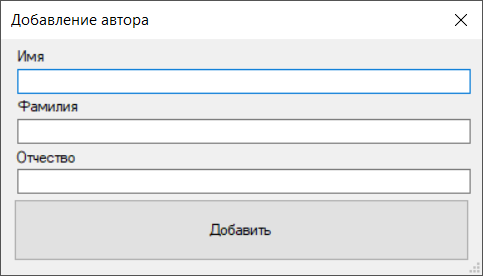 Добавление автора
Имя
Фамилия
Отчество
Добавить